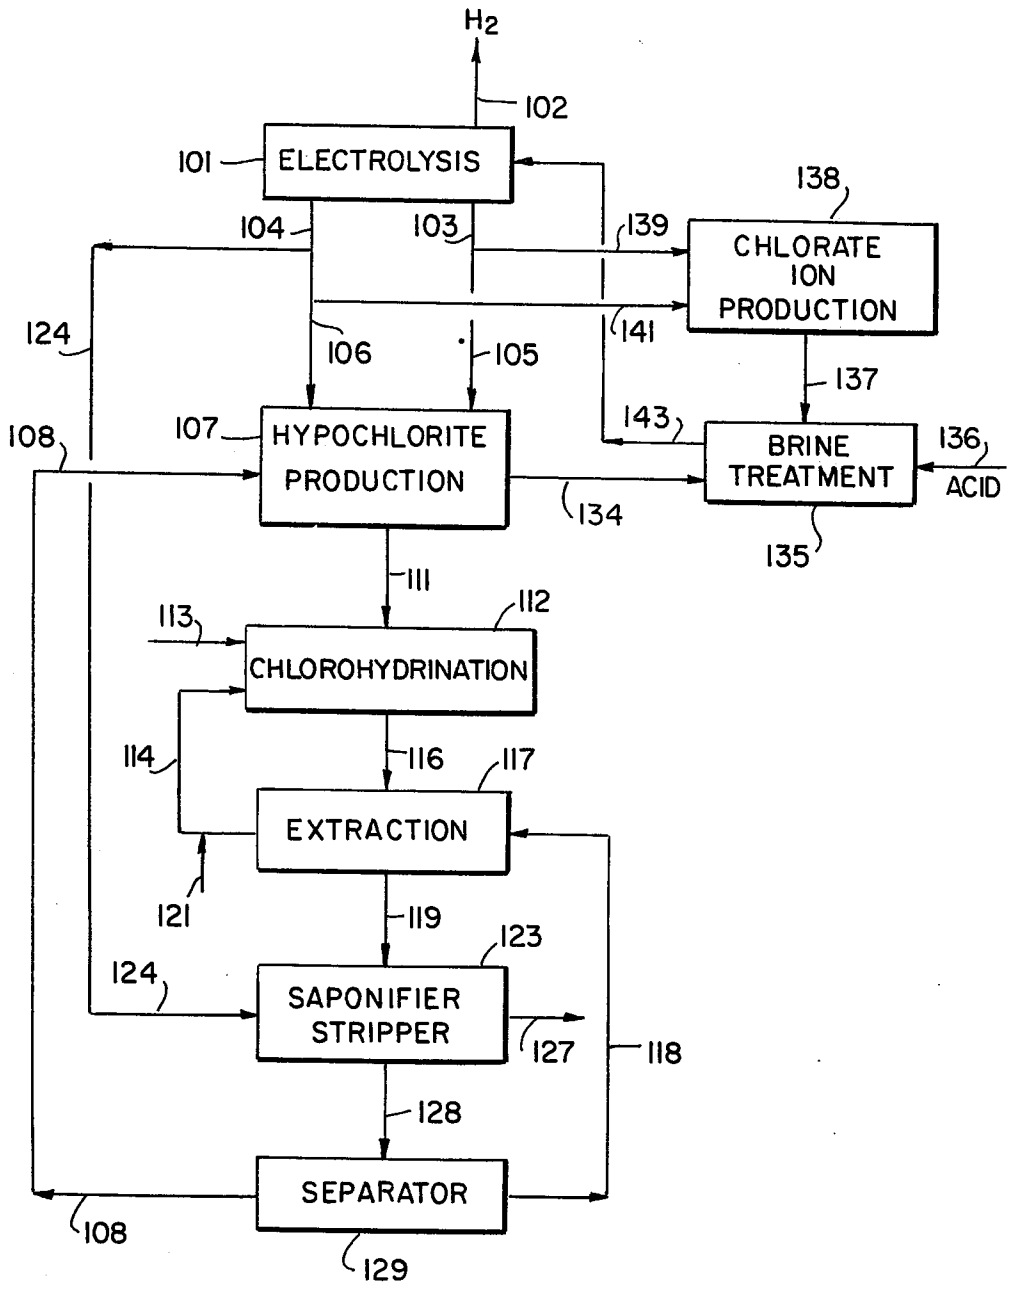 H2
102
101
ELECTROLYSIS
138
104
103
139
CHLORATE
ION
PRODUCTION
124
106
105
141
137
108
107
HYPOCHLORITE
PRODUCTION
143
BRINE
TREATMENT
136
ACID
134
135
111
113
112
CHLOROHYDRINATION
114
116
117
EXTRACTION
121
119
123
124
SAPONIFIER
STRIPPER
127
118
128
SEPARATOR
108
129